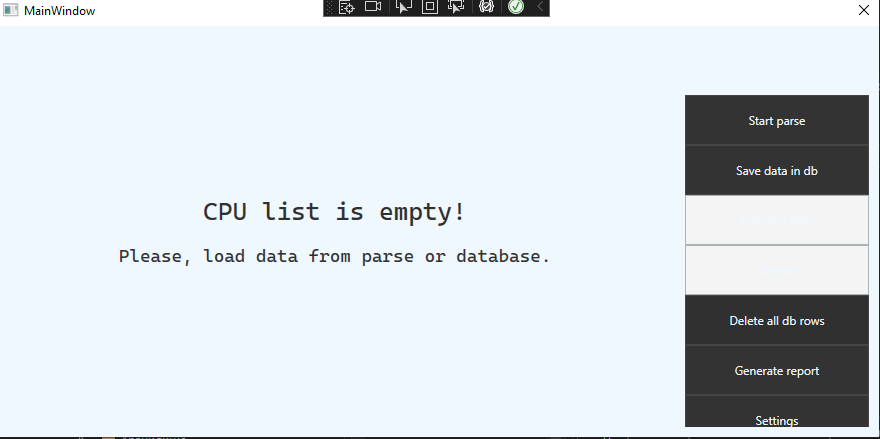 MainWindow
CPU list is empty!
Please, load data from parse or database.
Start parse
Save data in db
Delete all db rows
Generate report
Settings